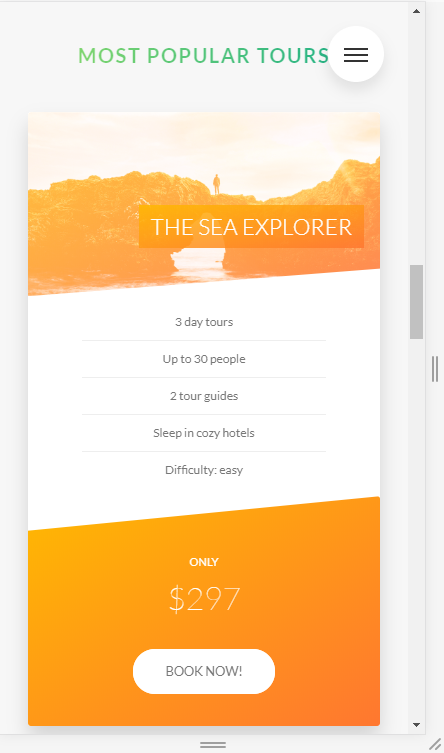 MOST POPULAR TOURS
THE SEA EXPLORER
3 day tours
Up to 30 people
2 tour guides
Sleep in cozy hotels
Difficulty: easy
ONLY
$297
BOOK NOW!